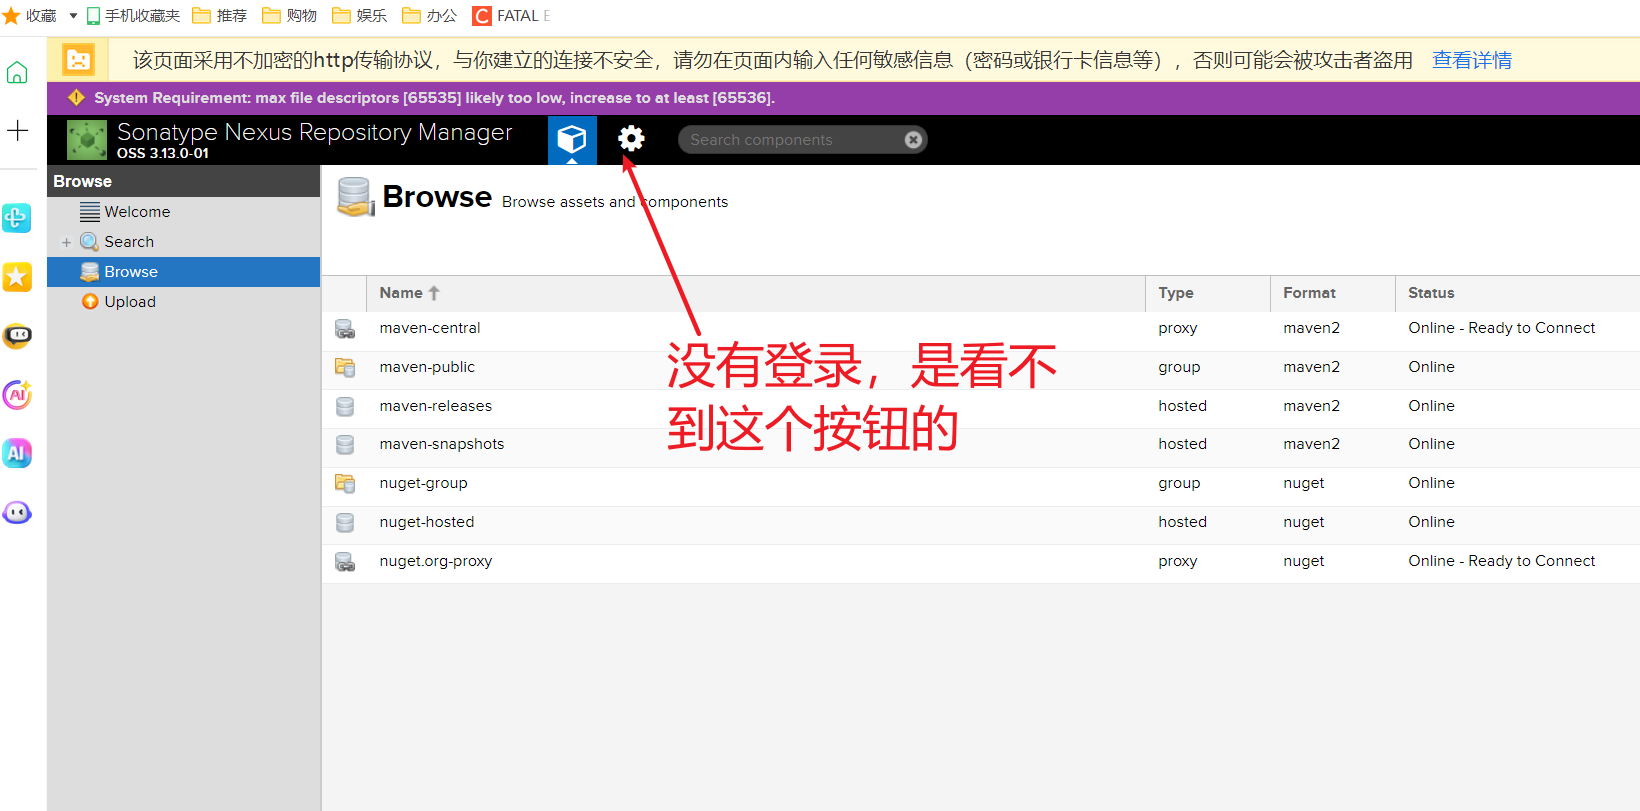 收藏 手机收藏夹 推荐 购物 娱乐 办公 C FATAL E
该页面采用不加密的http传输协议，与你建立的连接不安全，请勿在页面内输入任何敏感信息（密码或银行卡信息等），否则可能会被攻击者盗用 查看详情
System Requirement: max file descriptors [65535] likely too low, increase to at least [65536].
Sonatype Nexus Repository Manager
OSS 3.13.0-01
Search components
Browse
Welcome
Search
Browse
Upload
Browse Browse assets and components
Name Type Format Status
maven-central proxy maven2 Online - Ready to Connect
maven-public group maven2 Online
maven-releases hosted maven2 Online
maven-snapshots hosted maven2 Online
nuget-group group nuget Online
nuget-hosted hosted nuget Online
nuget.org-proxy proxy nuget Online - Ready to Connect
没有登录，是看不
到这个按钮的
AI
AI